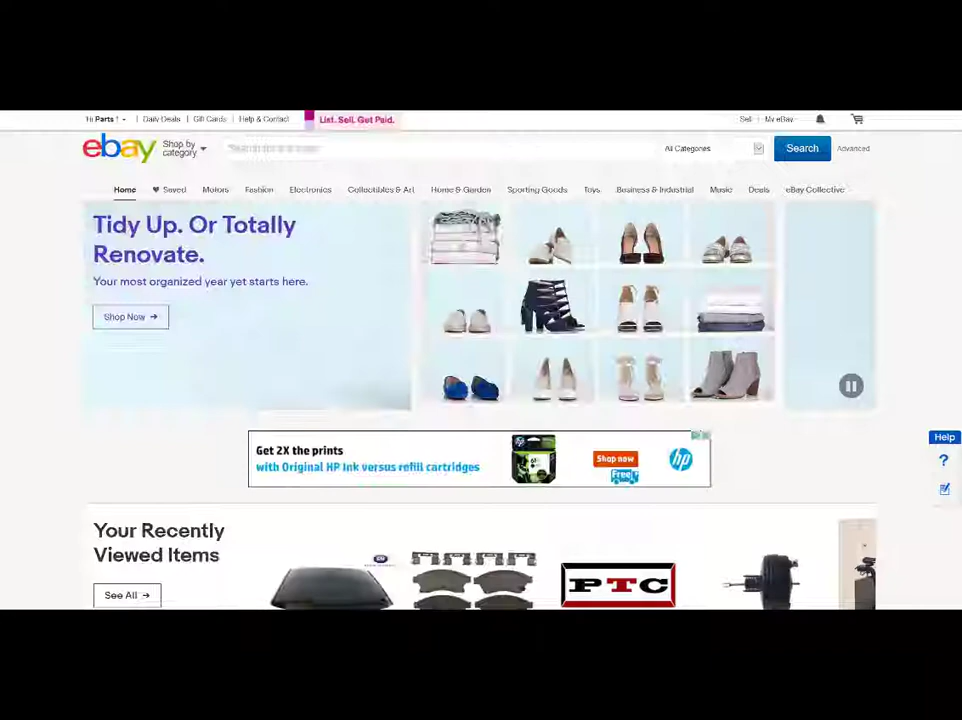 Hi Parts !
Daily Deals
Gift Cards
Help & Contact
List. Sell. Get Paid.
Sell
My eBay
ebay
Shop by
category
All Categories
Search
Advanced
Home
Saved
Motors
Fashion
Electronics
Collectibles & Art
Home & Garden
Sporting Goods
Toys
Business & Industrial
Music
Deals
eBay Collective
Tidy Up. Or Totally
Renovate.
Your most organized year yet starts here.
Shop Now
Get 2X the prints
with Original HP Ink versus refill cartridges
Shop now
Free
hp
Help
?
Your Recently
Viewed Items
See All
PTC